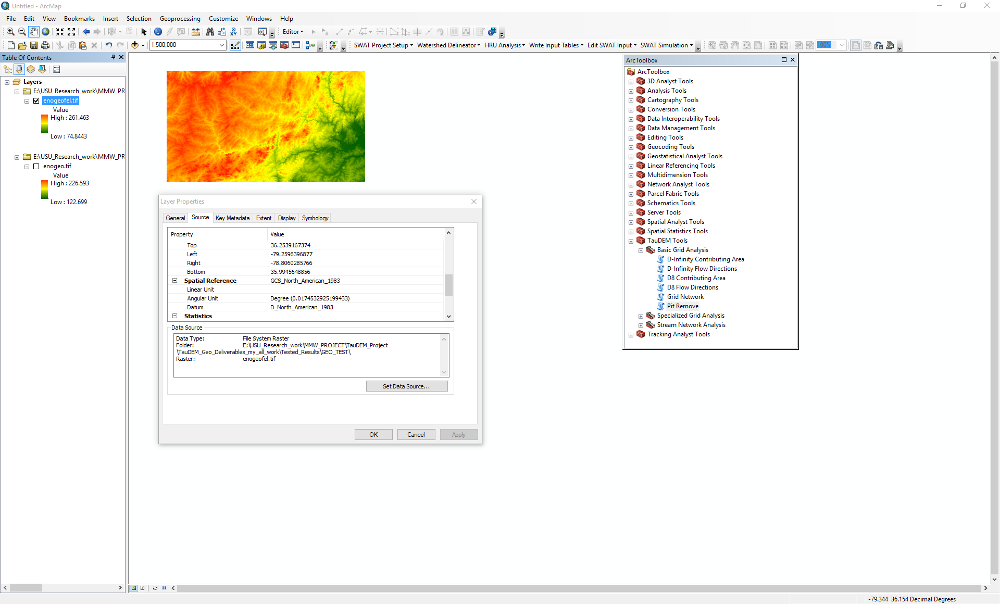 Untitled - ArcMap
File Edit View Bookmarks Insert Selection Geoprocessing Customize Windows Help
Editor
1:500,000
SWAT Project Setup Watershed Delineator HRU Analysis Write Input Tables Edit SWAT Input SWAT Simulation
100%
Table Of Contents
Layers
E:\USU_Research_work\MMW_PR
enogeofel.tif
Value
High : 261.463
Low : 74.8443
E:\USU_Research_work\MMW_PR
enogeo.tif
Value
High : 226.593
Low : 122.699
Layer Properties
General Source Key Metadata Extent Display Symbology
Property Value
Top 36.2539167374
Left -79.2596396877
Right -78.8060285766
Bottom 35.9945648856
Spatial Reference GCS_North_American_1983
Linear Unit
Angular Unit Degree (0.0174532925199433)
Datum D_North_American_1983
Statistics
Data Source
Data Type: File System Raster
Folder: E:\USU_Research_work\MMW_PROJECT\TauDEM_Project
\TauDEM_Geo_Deliverables_my_all_work\Tested_Results\GEO_TEST\
Raster: enogeofel.tif
Set Data Source...
OK Cancel Apply
ArcToolbox
ArcToolbox
3D Analyst Tools
Analysis Tools
Cartography Tools
Conversion Tools
Data Interoperability Tools
Data Management Tools
Editing Tools
Geocoding Tools
Geostatistical Analyst Tools
Linear Referencing Tools
Multidimension Tools
Network Analyst Tools
Parcel Fabric Tools
Schematics Tools
Server Tools
Spatial Analyst Tools
Spatial Statistics Tools
TauDEM Tools
Basic Grid Analysis
D-Infinity Contributing Area
D-Infinity Flow Directions
D8 Contributing Area
D8 Flow Directions
Grid Network
Pit Remove
Specialized Grid Analysis
Stream Network Analysis
Tracking Analyst Tools
-79.344 36.154 Decimal Degrees